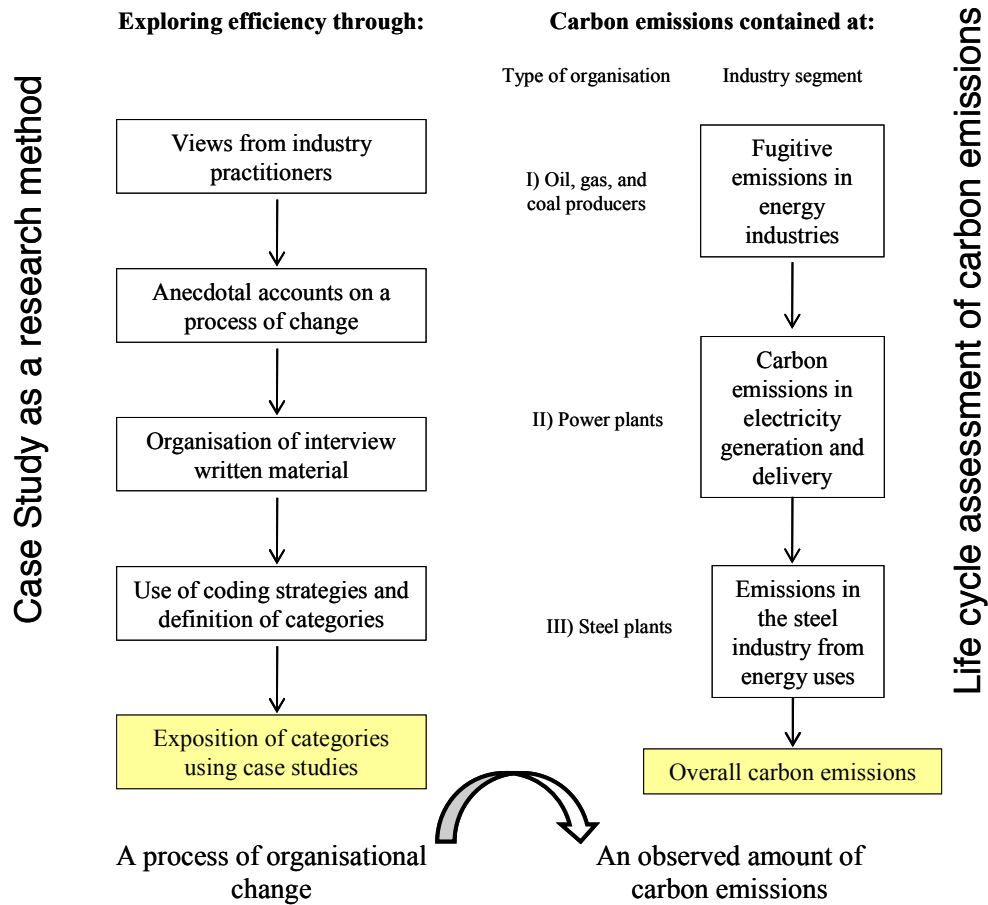 Case Study as a research method
Exploring efficiency through:
Views from industry
practitioners
Anecdotal accounts on a
process of change
Organisation of interview
written material
Use of coding strategies and
definition of categories
Exposition of categories
using case studies
A process of organisational
change
Carbon emissions contained at:
Type of organisation
Industry segment
I) Oil, gas, and
coal producers
Fugitive
emissions in
energy
industries
II) Power plants
Carbon
emissions in
electricity
generation and
delivery
III) Steel plants
Emissions in
the steel
industry from
energy uses
Overall carbon emissions
An observed amount of
carbon emissions
Life cycle assessment of carbon emissions